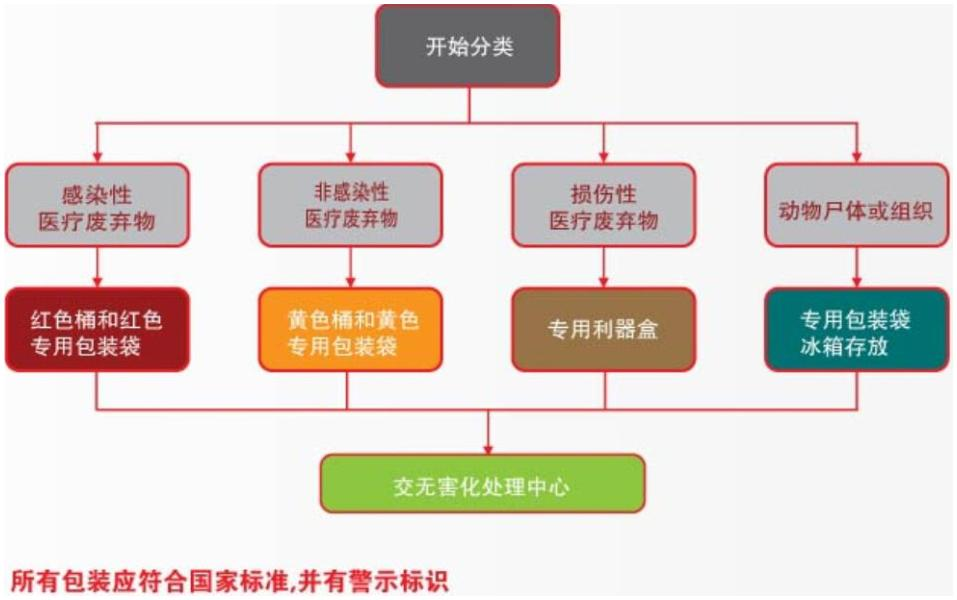 开始分类
感染性
医疗废弃物
非感染性
医疗废弃物
损伤性
医疗废弃物
动物尸体或组织
红色桶和红色
专用包装袋
黄色桶和黄色
专用包装袋
专用利器盒
专用包装袋
冰箱存放
交无害化处理中心
所有包装应符合国家标准,并有警示标识